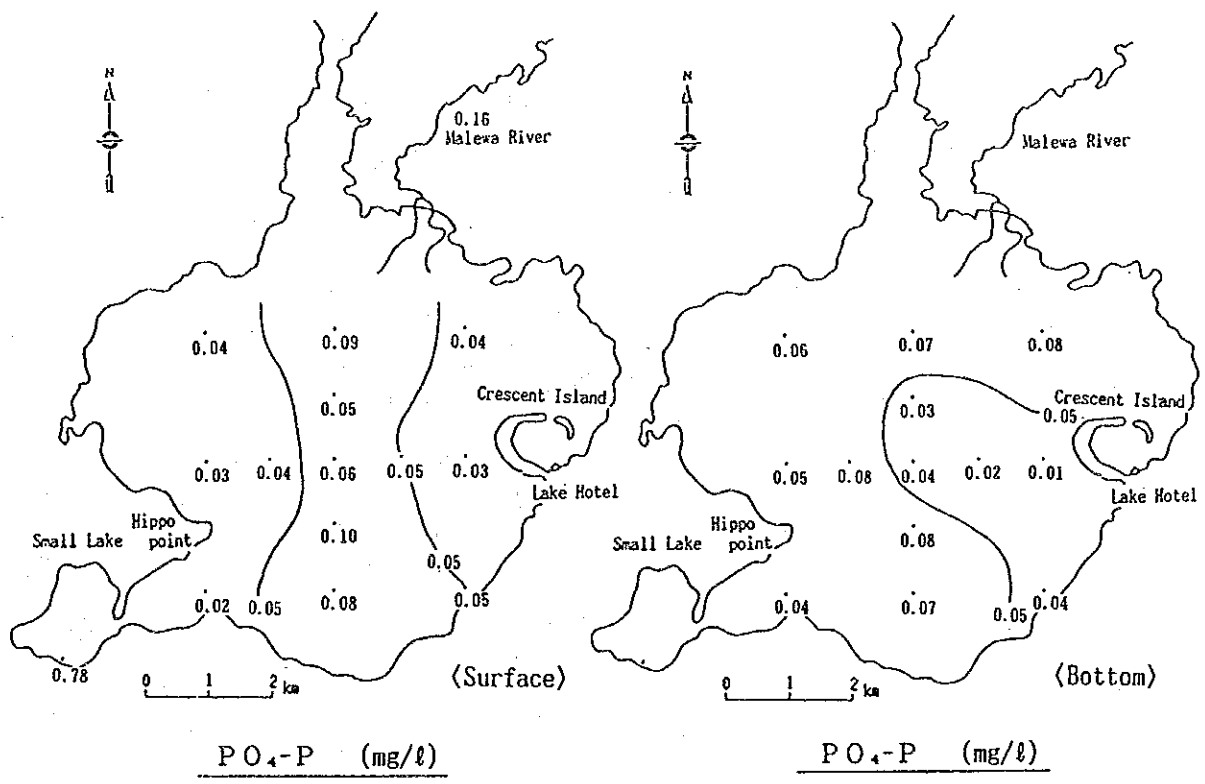 N
0.16
Malewa River
0.04
0.09
0.04
Crescent Island
0.05
0.03
0.04
0.06
0.05
0.03
Lake Hotel
Hippo
point
Small Lake
0.10
0.05
0.02
0.05
0.08
0.05
0.78
0 1 2 km
〈Surface〉
PO₄-P (mg/ℓ)
N
Malewa River
0.06
0.07
0.08
Crescent Island
0.03
0.05
0.05
0.08
0.04
0.02
0.01
Lake Hotel
Hippo
point
Small Lake
0.08
0.04
0.07
0.05
0.04
0 1 2 km
〈Bottom〉
PO₄-P (mg/ℓ)